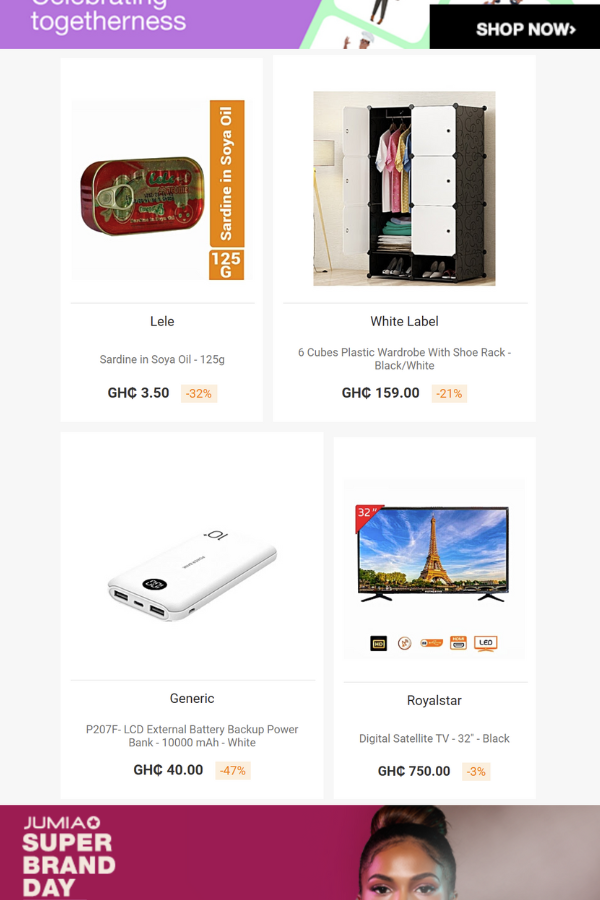 Celebrating
togetherness
SHOP NOW›
Sardine in Soya Oil
125
G
Lele
Sardine in Soya Oil - 125g
GH₵ 3.50 -32%
White Label
6 Cubes Plastic Wardrobe With Shoe Rack -
Black/White
GH₵ 159.00 -21%
Generic
P207F- LCD External Battery Backup Power
Bank - 10000 mAh - White
GH₵ 40.00 -47%
32 "
HD
LED
Royalstar
Digital Satellite TV - 32" - Black
GH₵ 750.00 -3%
JUMIA
SUPER
BRAND
DAY